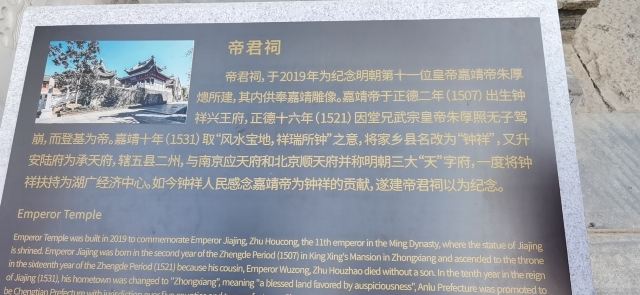 帝君祠
帝君祠，于2019年为纪念明朝第十一位皇帝嘉靖帝朱厚
熜所建，其内供奉嘉靖雕像。嘉靖帝于正德二年（1507）出生钟
祥兴王府，正德十六年（1521）因堂兄武宗皇帝朱厚照无子驾
崩，而登基为帝。嘉靖十年（1531）取“风水宝地，祥瑞所钟”之意，将家乡县名改为“钟祥”，又升
安陆府为承天府，辖五县二州，与南京应天府和北京顺天府并称明朝三大“天”字府，一度将钟
祥扶持为湖广经济中心。如今钟祥人民感念嘉靖帝为钟祥的贡献，遂建帝君祠以为纪念。
Emperor Temple
Emperor Temple was built in 2019 to commemorate Emperor Jiajing, Zhu Houcong, the 11th emperor in the Ming Dynasty, where the statue of Jiajing
is shrined. Emperor Jiajing was born in the second year of the Zhengde Period (1507) in King Xing's Mansion in Zhongxiang and ascended to the throne
in the sixteenth year of the Zhengde Period (1521) because his cousin, Emperor Wuzong, Zhu Houzhao died without a son. In the tenth year in the reign
of Jiajing (1531), his hometown was changed to "Zhongxiang", meaning "a blessed land favored by auspiciousness", Anlu Prefecture was promoted to
be Chengtian Prefecture with jurisdiction over five